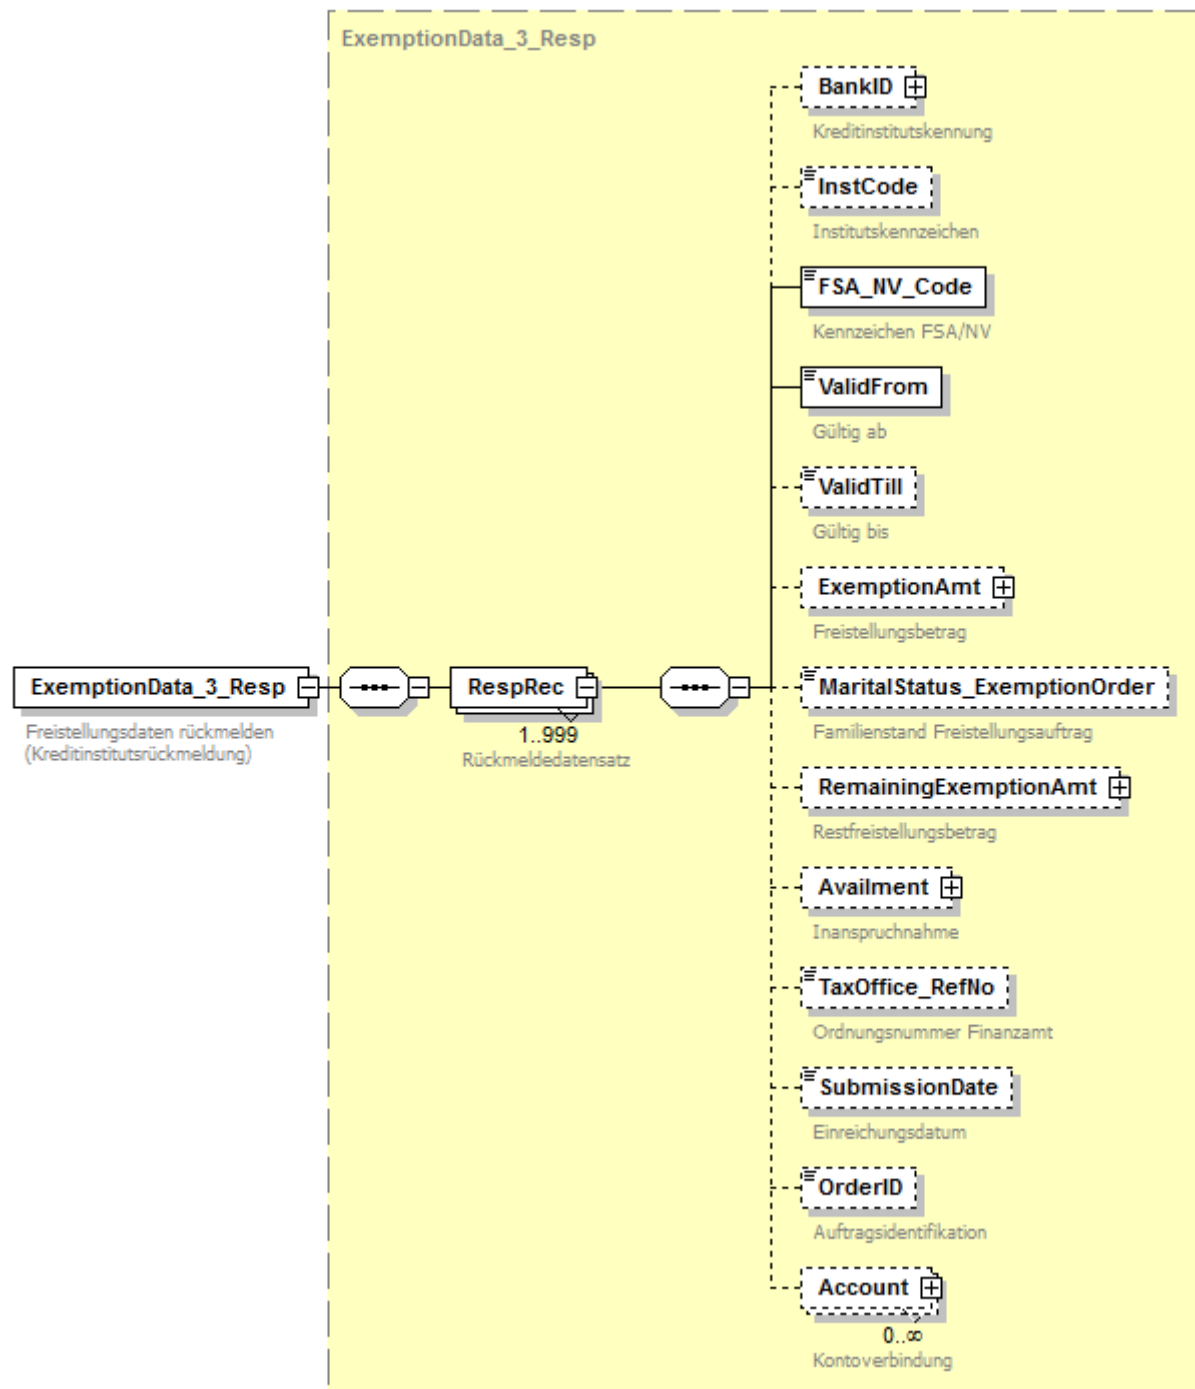 ExemptionData_3_Resp
BankID
Kreditinstitutskennung
InstCode
Institutskennzeichen
FSA_NV_Code
Kennzeichen FSA/NV
ValidFrom
Gültig ab
ValidTill
Gültig bis
ExemptionAmt
Freistellungsbetrag
ExemptionData_3_Resp
Freistellungsdaten rückmelden
(Kreditinstitutsrückmeldung)
RespRec
1..999
Rückmeldedatensatz
MaritalStatus_ExemptionOrder
Familienstand Freistellungsauftrag
RemainingExemptionAmt
Restfreistellungsbetrag
Availment
Inanspruchnahme
TaxOffice_RefNo
Ordnungsnummer Finanzamt
SubmissionDate
Einreichungsdatum
OrderID
Auftragsidentifikation
Account
0..∞
Kontoverbindung